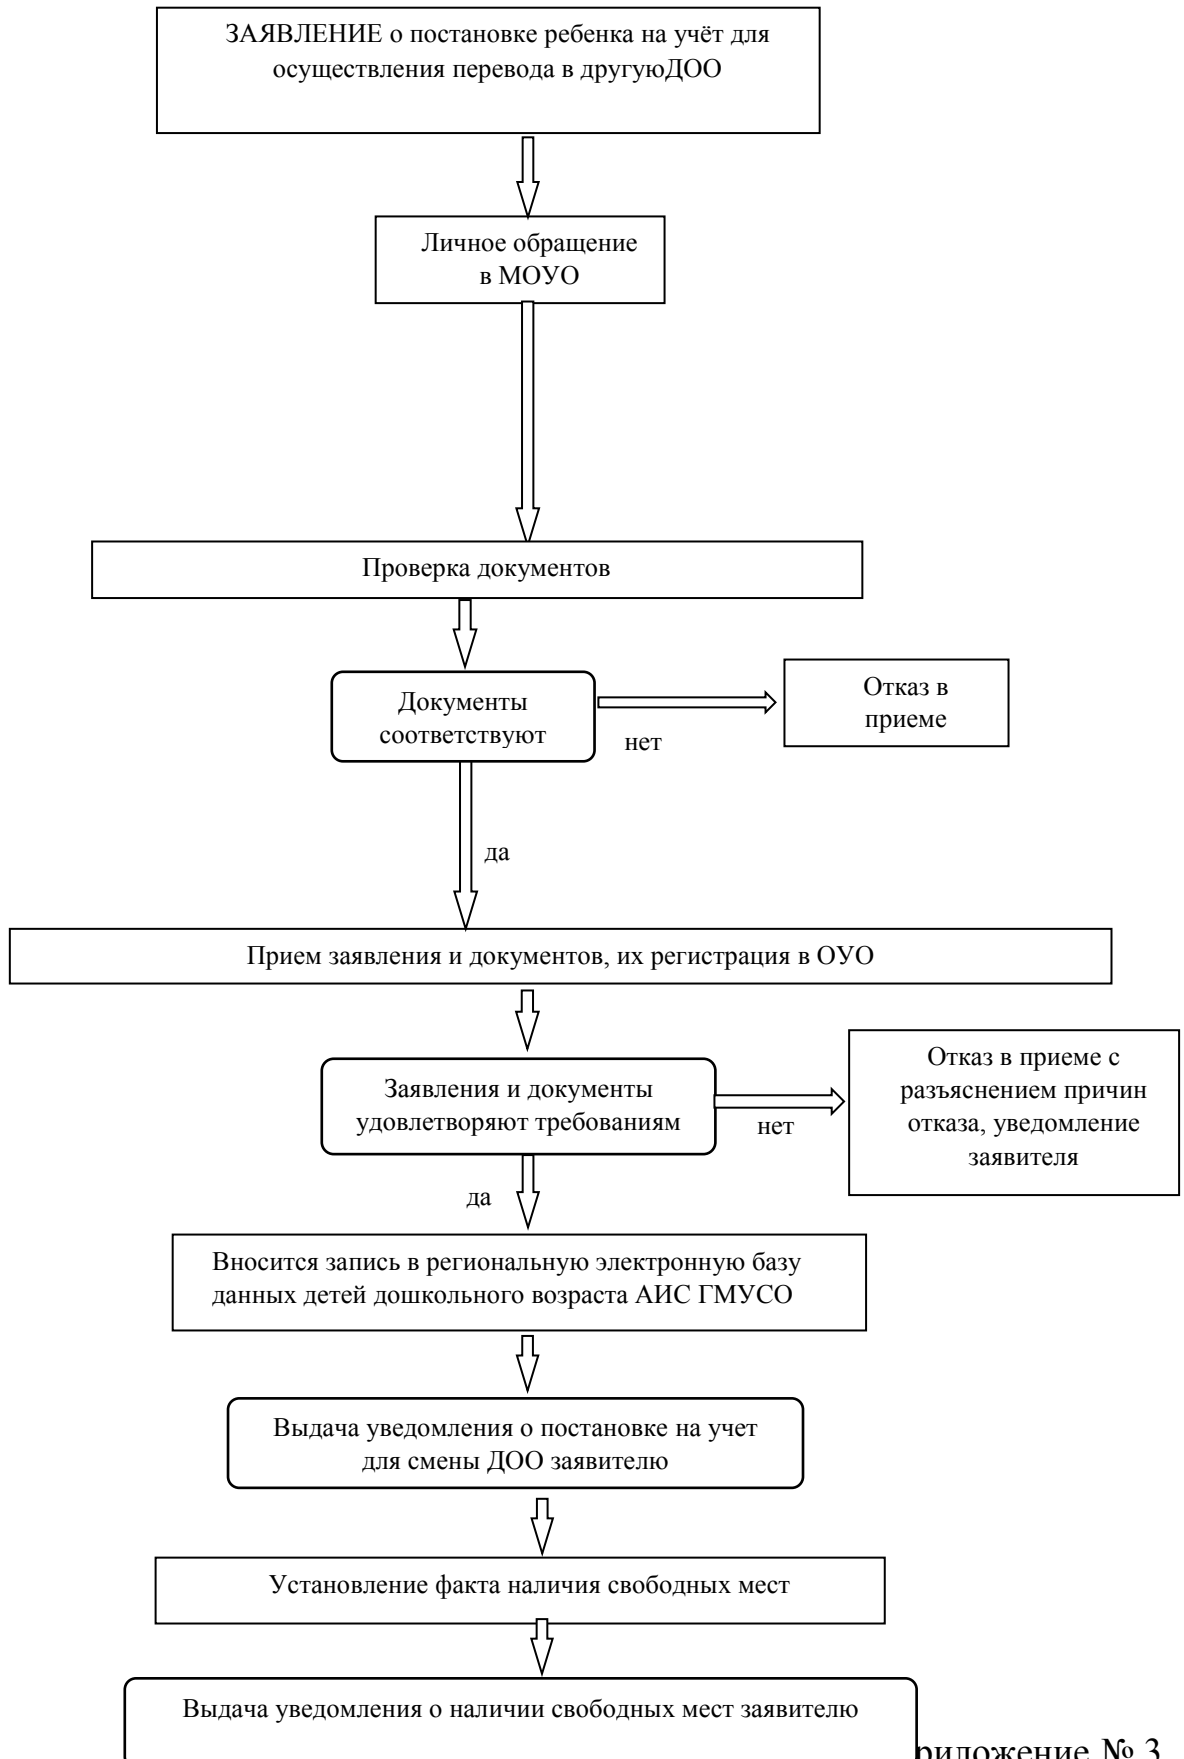 ЗАЯВЛЕНИЕ о постановке ребенка на учёт для
осуществления перевода в другуюДОО
Личное обращение
в МОУО
Проверка документов
Документы
соответствуют
нет
Отказ в
приеме
да
Прием заявления и документов, их регистрация в ОУО
Заявления и документы
удовлетворяют требованиям
нет
Отказ в приеме с
разъяснением причин
отказа, уведомление
заявителя
да
Вносится запись в региональную электронную базу
данных детей дошкольного возраста АИС ГМУСО
Выдача уведомления о постановке на учет
для смены ДОО заявителю
Установление факта наличия свободных мест
Выдача уведомления о наличии свободных мест заявителю
риложение № 3